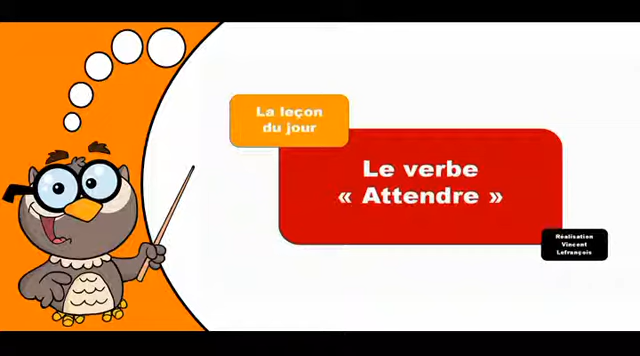 La leçon
du jour
Le verbe
« Attendre »
Réalisation
Vincent
Lefrançois